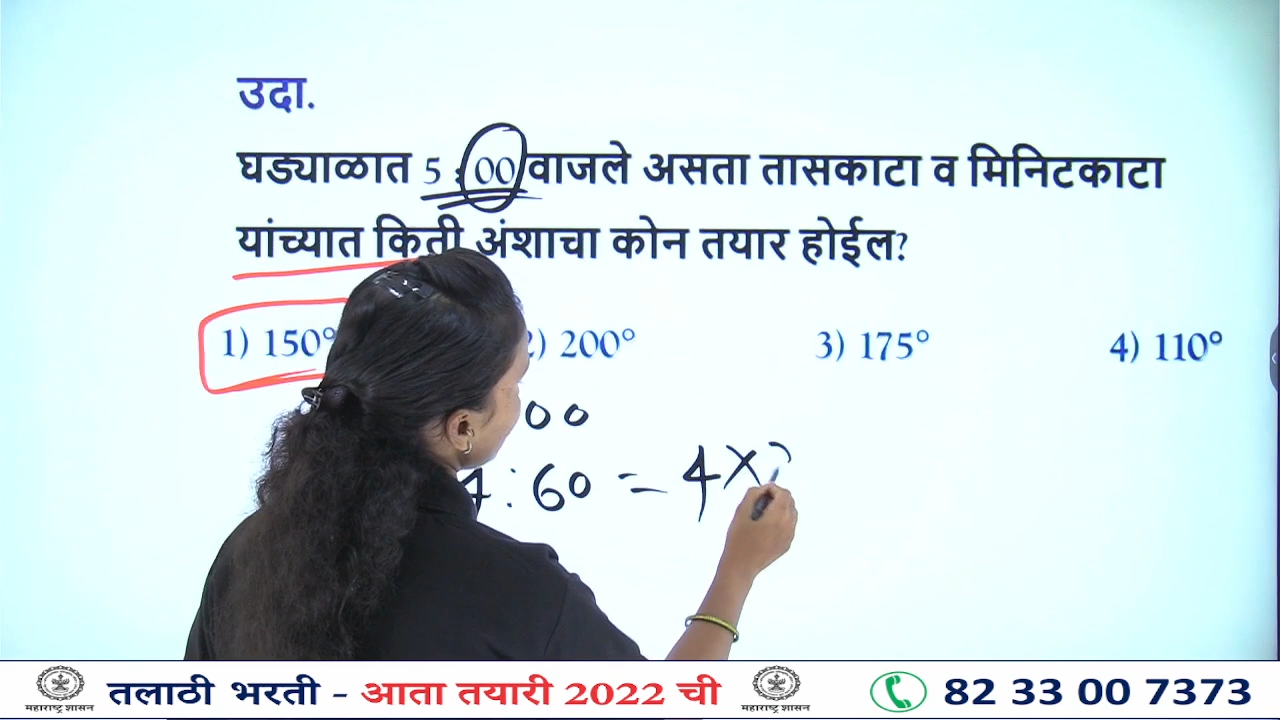 उदा.
घड्याळात 5 : 00 वाजले असता तासकाटा व मिनिटकाटा
यांच्यात किती अंशाचा कोन तयार होईल?
1) 150° 2) 200° 3) 175° 4) 110°
00
4 : 60 = 4 ×
महाराष्ट्र शासन तलाठी भरती - आता तयारी 2022 ची महाराष्ट्र शासन 82 33 00 7373